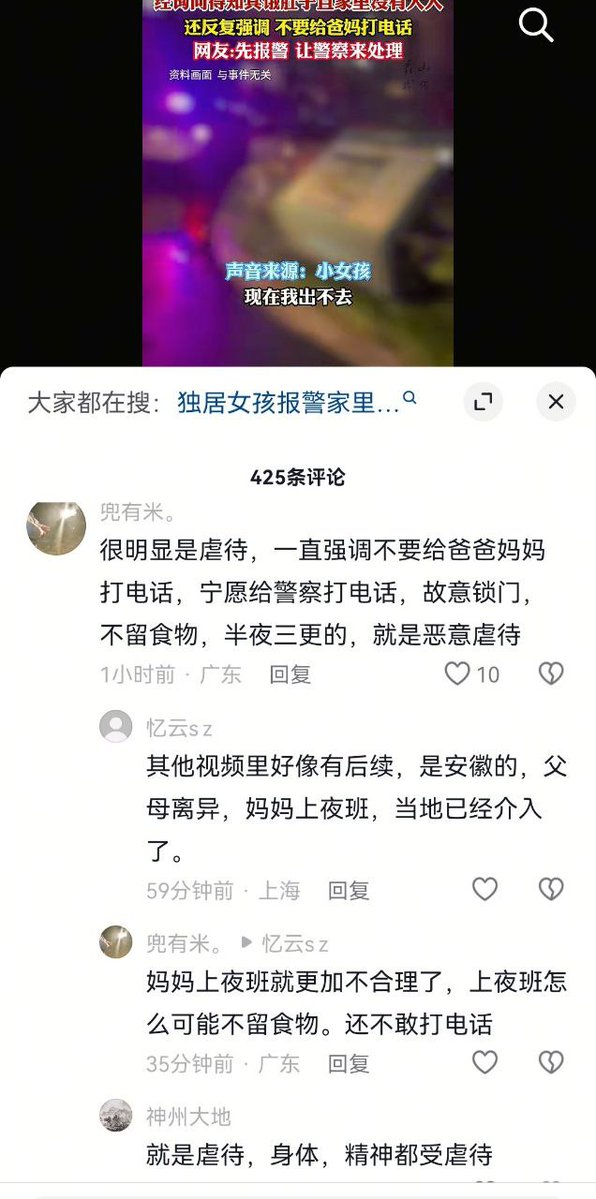 经询问得知其饿肚子且家里没有大人
还反复强调 不要给爸妈打电话
网友:先报警 让警察来处理
资料画面 与事件无关
声音来源：小女孩
现在我出不去
大家都在搜： 独居女孩报警家里...
425条评论
兜有米。
很明显是虐待，一直强调不要给爸爸妈妈
打电话，宁愿给警察打电话，故意锁门，
不留食物，半夜三更的，就是恶意虐待
1小时前 · 广东 回复 10
忆云sz
其他视频里好像有后续，是安徽的，父
母离异，妈妈上夜班，当地已经介入
了。
59分钟前 · 上海 回复
兜有米。 ▶ 忆云sz
妈妈上夜班就更加不合理了，上夜班怎
么可能不留食物。还不敢打电话
35分钟前 · 广东 回复
神州大地
就是虐待，身体，精神都受虐待